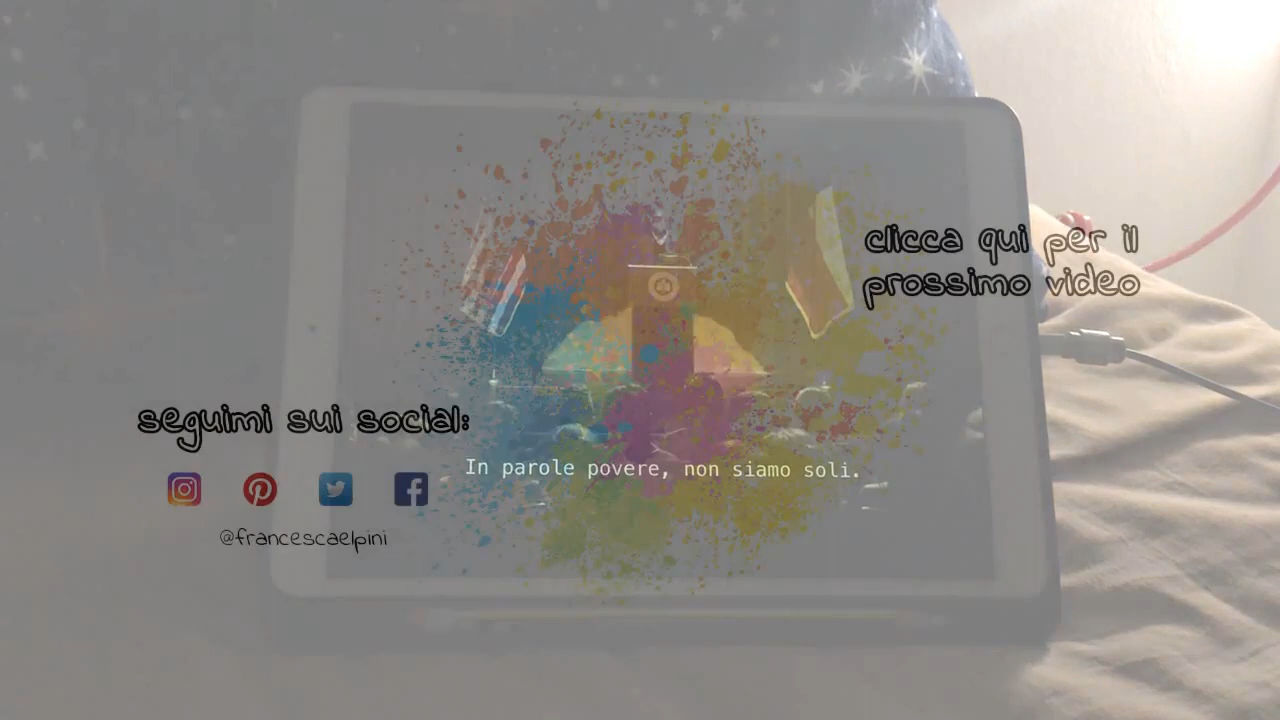 clicca qui per il
prossimo video
seguimi sui social:
In parole povere, non siamo soli.
@francescaelpini